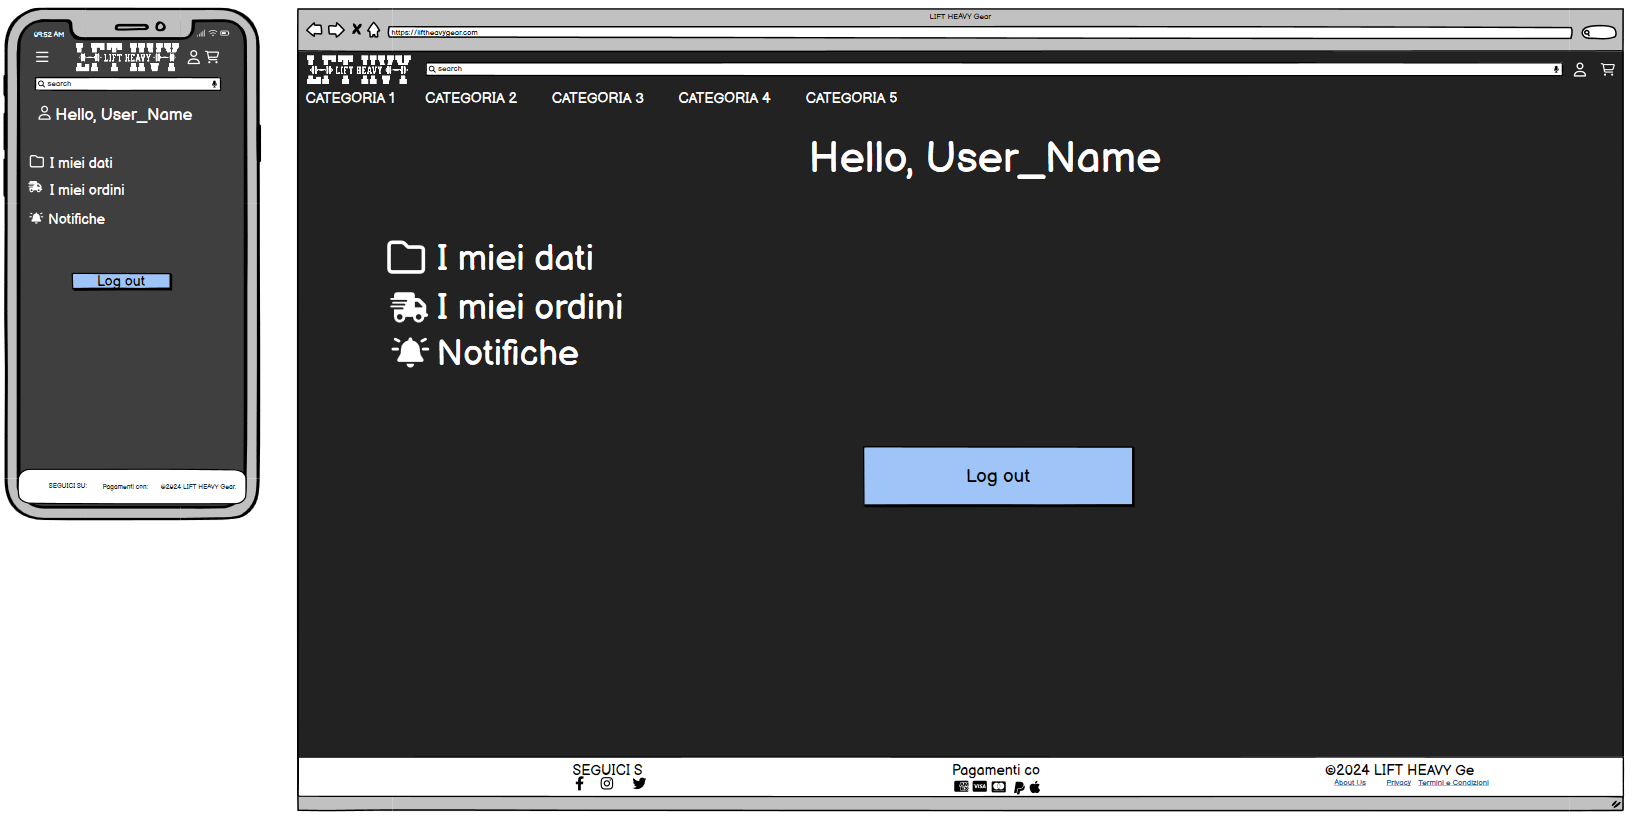 09:52 AM
LIFT HEAVY
search
Hello, User_Name
I miei dati
I miei ordini
Notifiche
Log out
SEGUICI SU:
Pagamenti con:
©2024 LIFT HEAVY Gear.
LIFT HEAVY Gear
https://liftheavygear.com
LIFT HEAVY
search
CATEGORIA 1
CATEGORIA 2
CATEGORIA 3
CATEGORIA 4
CATEGORIA 5
Hello, User_Name
I miei dati
I miei ordini
Notifiche
Log out
SEGUICI S
Pagamenti co
VISA
©2024 LIFT HEAVY Ge
About Us
Privacy
Termini e Condizioni